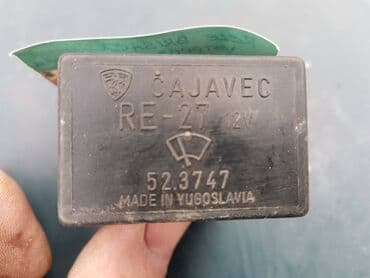 ČAJAVEC
RE-27 12V
52.3747
MADE IN YUGOSLAVIA